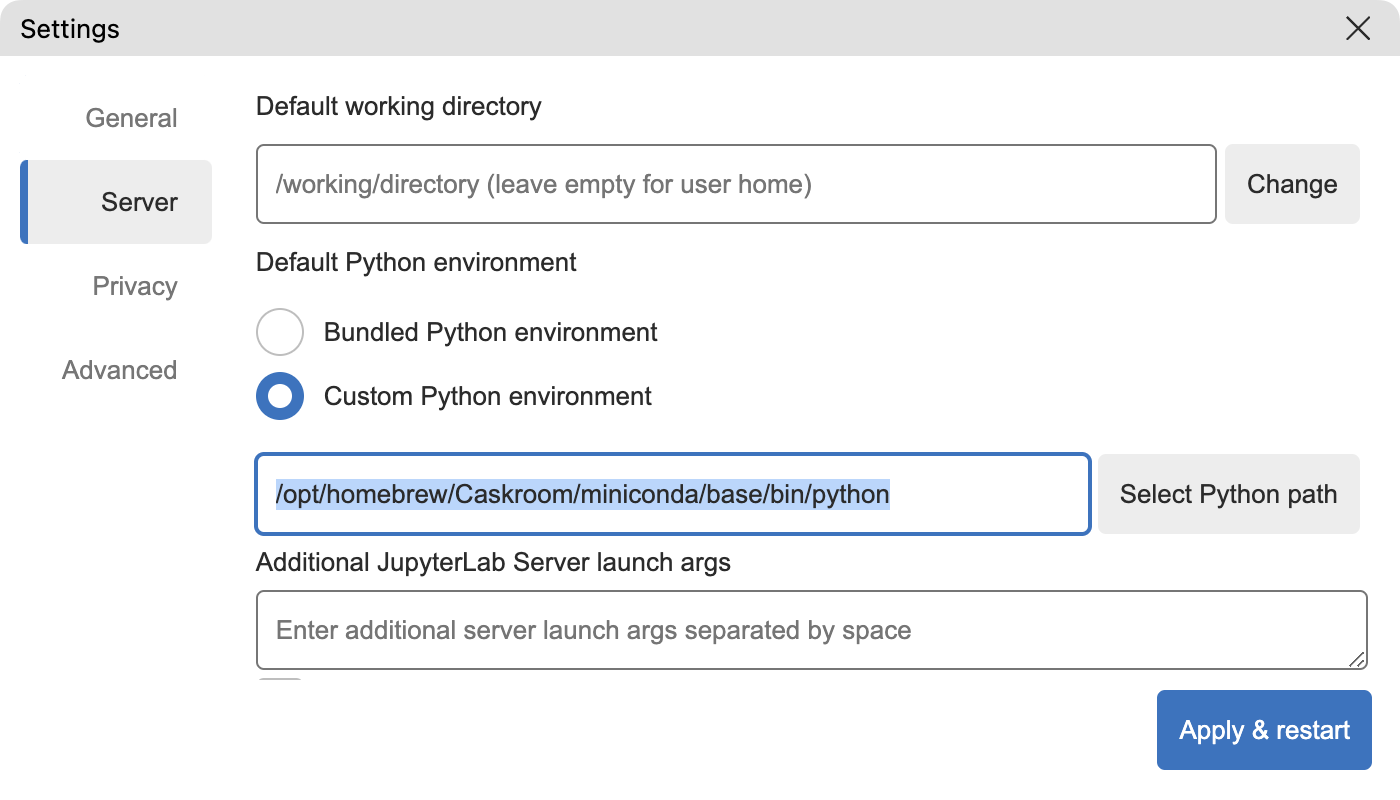 Settings
General
Server
Privacy
Advanced
Default working directory
/working/directory (leave empty for user home)
Change
Default Python environment
Bundled Python environment
Custom Python environment
/opt/homebrew/Caskroom/miniconda/base/bin/python
Select Python path
Additional JupyterLab Server launch args
Enter additional server launch args separated by space
Apply & restart